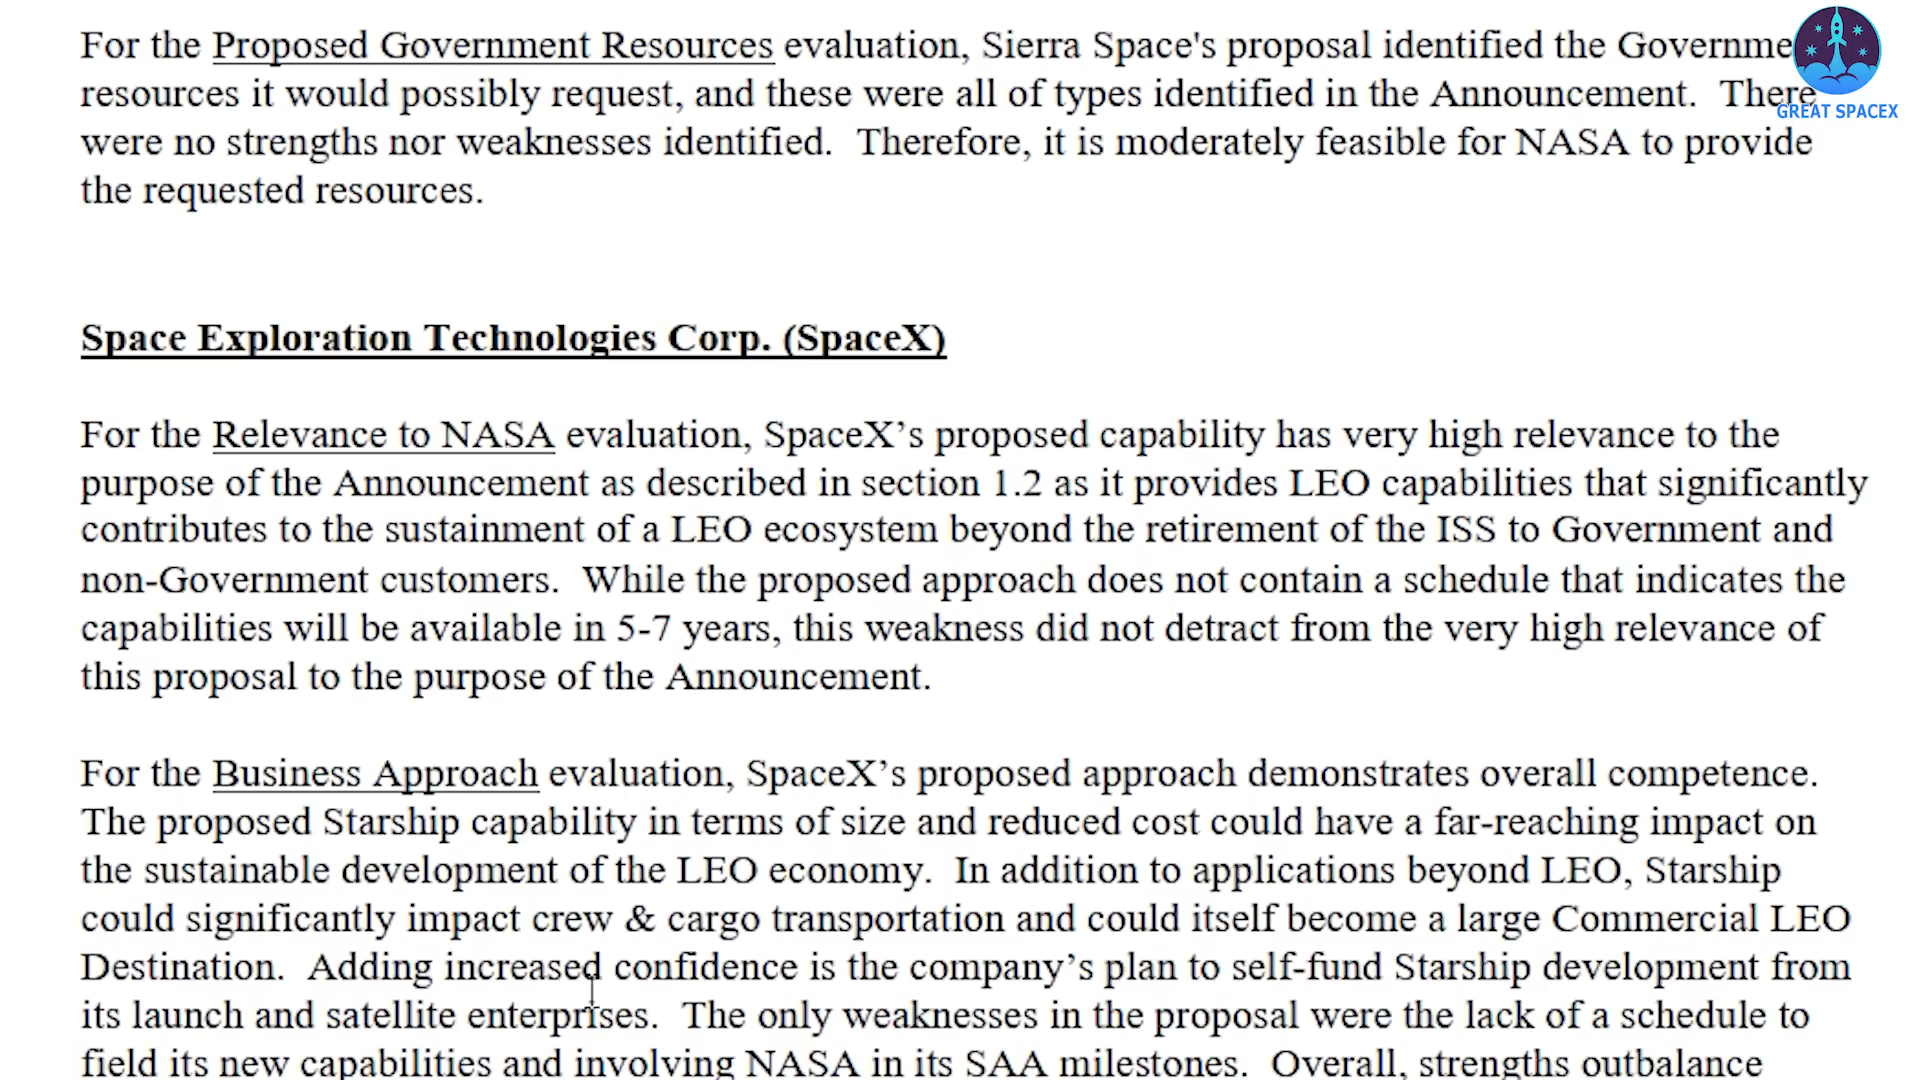 For the Proposed Government Resources evaluation, Sierra Space's proposal identified the Governme
resources it would possibly request, and these were all of types identified in the Announcement. There
were no strengths nor weaknesses identified. Therefore, it is moderately feasible for NASA to provide
the requested resources.
GREAT SPACEX
Space Exploration Technologies Corp. (SpaceX)
For the Relevance to NASA evaluation, SpaceX’s proposed capability has very high relevance to the
purpose of the Announcement as described in section 1.2 as it provides LEO capabilities that significantly
contributes to the sustainment of a LEO ecosystem beyond the retirement of the ISS to Government and
non-Government customers. While the proposed approach does not contain a schedule that indicates the
capabilities will be available in 5-7 years, this weakness did not detract from the very high relevance of
this proposal to the purpose of the Announcement.
For the Business Approach evaluation, SpaceX’s proposed approach demonstrates overall competence.
The proposed Starship capability in terms of size and reduced cost could have a far-reaching impact on
the sustainable development of the LEO economy. In addition to applications beyond LEO, Starship
could significantly impact crew & cargo transportation and could itself become a large Commercial LEO
Destination. Adding increased confidence is the company’s plan to self-fund Starship development from
its launch and satellite enterprises. The only weaknesses in the proposal were the lack of a schedule to
field its new capabilities and involving NASA in its SAA milestones. Overall, strengths outbalance